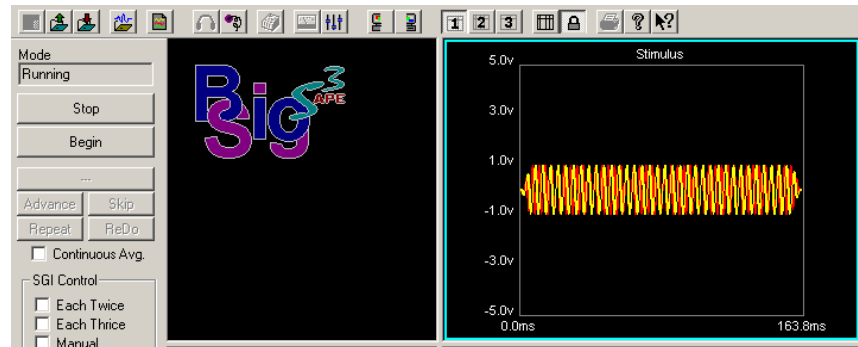 1 2 3
Mode
Running
Stop
Begin
...
Advance Skip
Repeat ReDo
Continuous Avg.
SGI Control
Each Twice
Each Thrice
Manual
BioSig
S3
APE
Stimulus
5.0v
3.0v
1.0v
-1.0v
-3.0v
-5.0v
0.0ms 163.8ms